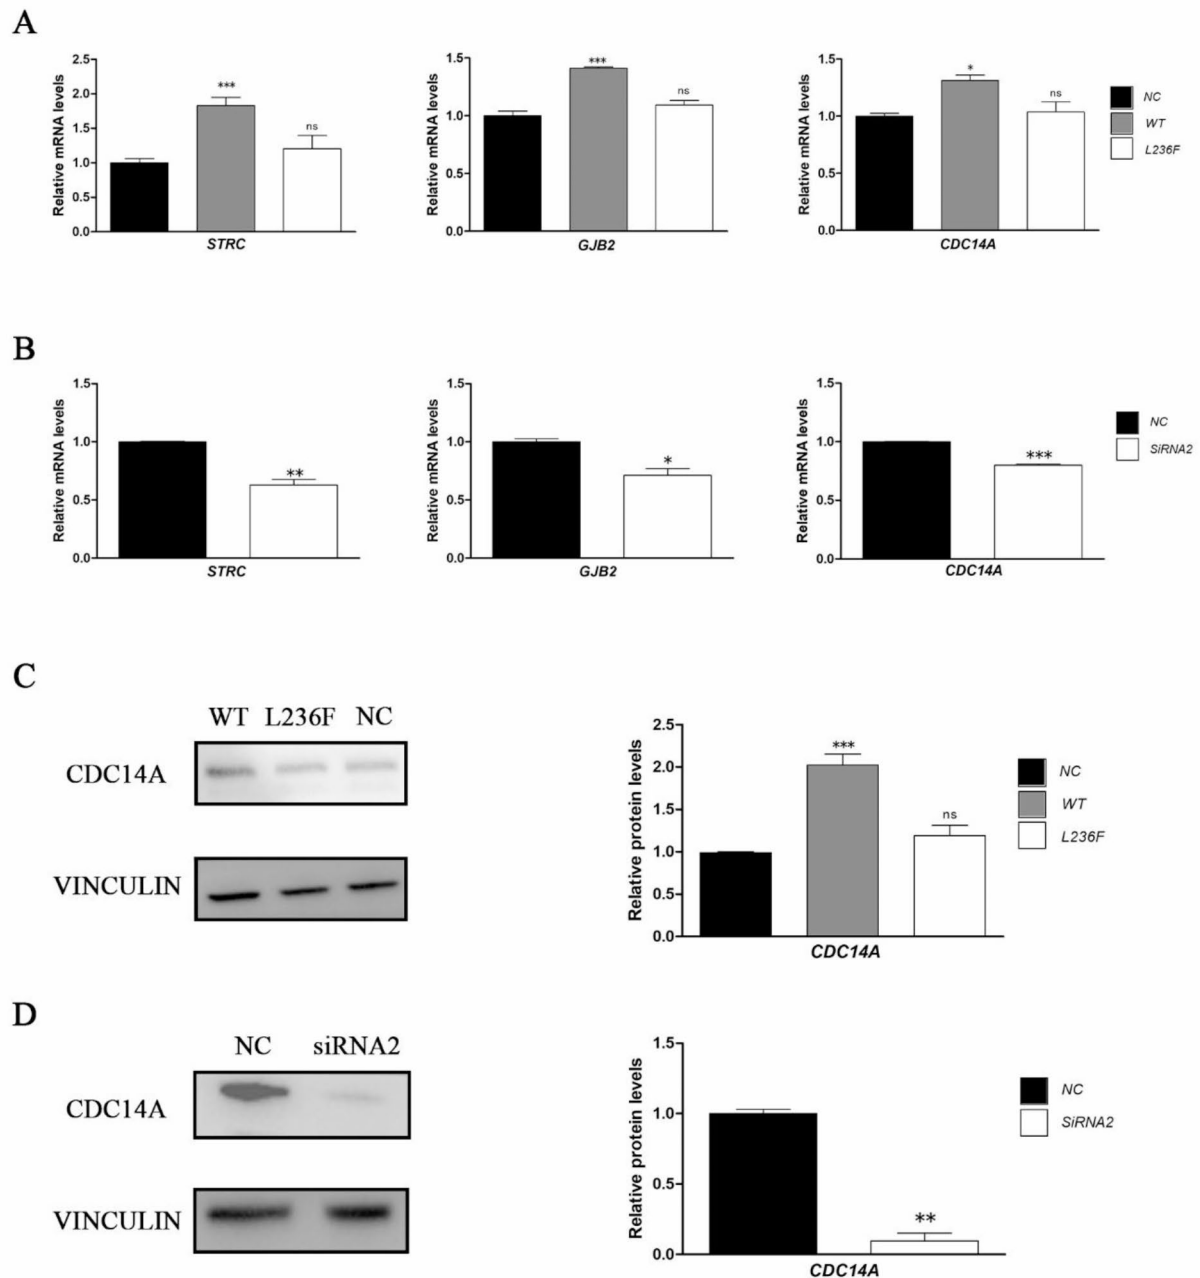 A
Relative mRNA levels
2.5
2.0
1.5
1.0
0.5
0.0
***
ns
STRC
Relative mRNA levels
1.5
1.0
0.5
0.0
***
ns
GJB2
Relative mRNA levels
1.5
1.0
0.5
0.0
*
ns
CDC14A
NC
WT
L236F
B
Relative mRNA levels
1.5
1.0
0.5
0.0
**
STRC
Relative mRNA levels
1.5
1.0
0.5
0.0
*
GJB2
Relative mRNA levels
1.5
1.0
0.5
0.0
***
CDC14A
NC
SiRNA2
C
WT L236F NC
CDC14A
VINCULIN
Relative protein levels
2.5
2.0
1.5
1.0
0.5
0.0
***
ns
CDC14A
NC
WT
L236F
D
NC siRNA2
CDC14A
VINCULIN
Relative protein levels
1.5
1.0
0.5
0.0
**
CDC14A
NC
SiRNA2